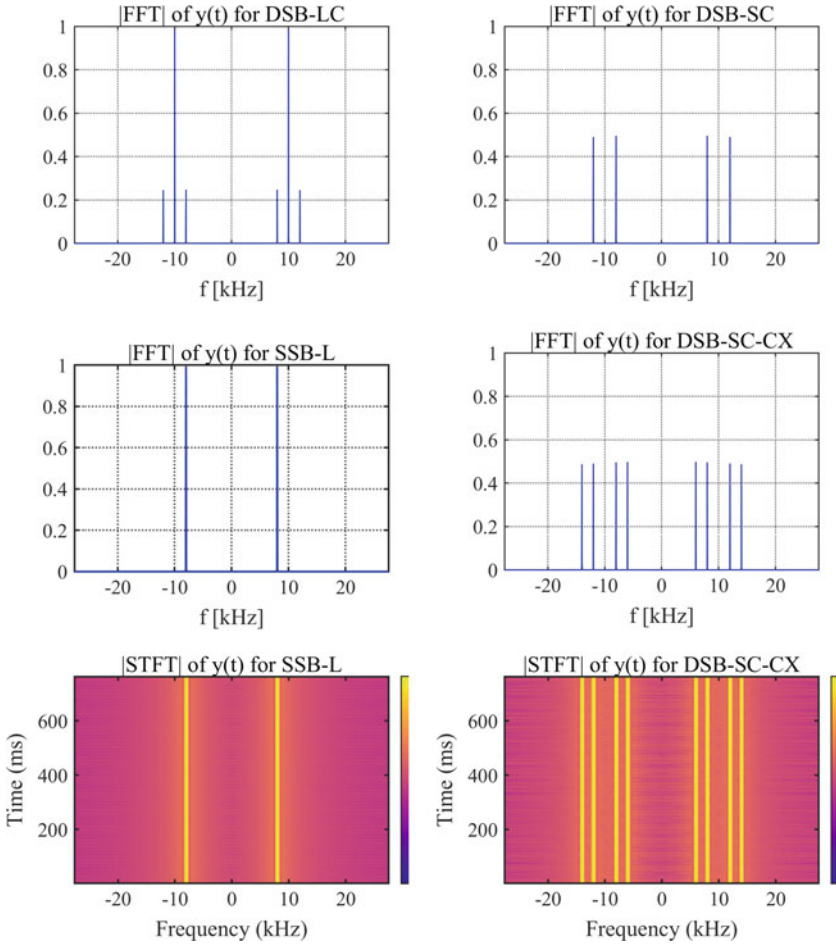 |FFT| of y(t) for DSB-LC
1
0.8
0.6
0.4
0.2
0
-20 -10 0 10 20
f [kHz]
|FFT| of y(t) for DSB-SC
1
0.8
0.6
0.4
0.2
0
-20 -10 0 10 20
f [kHz]
|FFT| of y(t) for SSB-L
1
0.8
0.6
0.4
0.2
0
-20 -10 0 10 20
f [kHz]
|FFT| of y(t) for DSB-SC-CX
1
0.8
0.6
0.4
0.2
0
-20 -10 0 10 20
f [kHz]
|STFT| of y(t) for SSB-L
Time (ms)
600
400
200
-20 -10 0 10 20
Frequency (kHz)
|STFT| of y(t) for DSB-SC-CX
Time (ms)
600
400
200
-20 -10 0 10 20
Frequency (kHz)